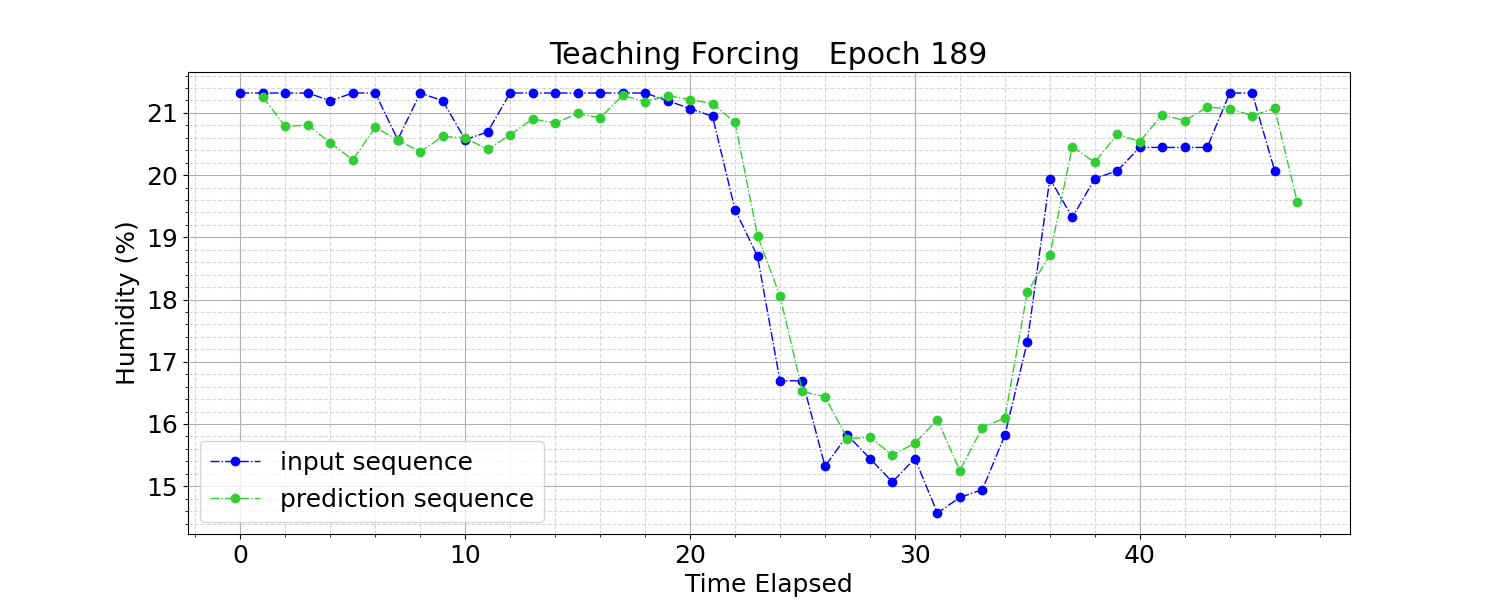 Teaching Forcing   Epoch 189
Humidity (%)
21
20
19
18
17
16
15
input sequence
prediction sequence
0 10 20 30 40
Time Elapsed